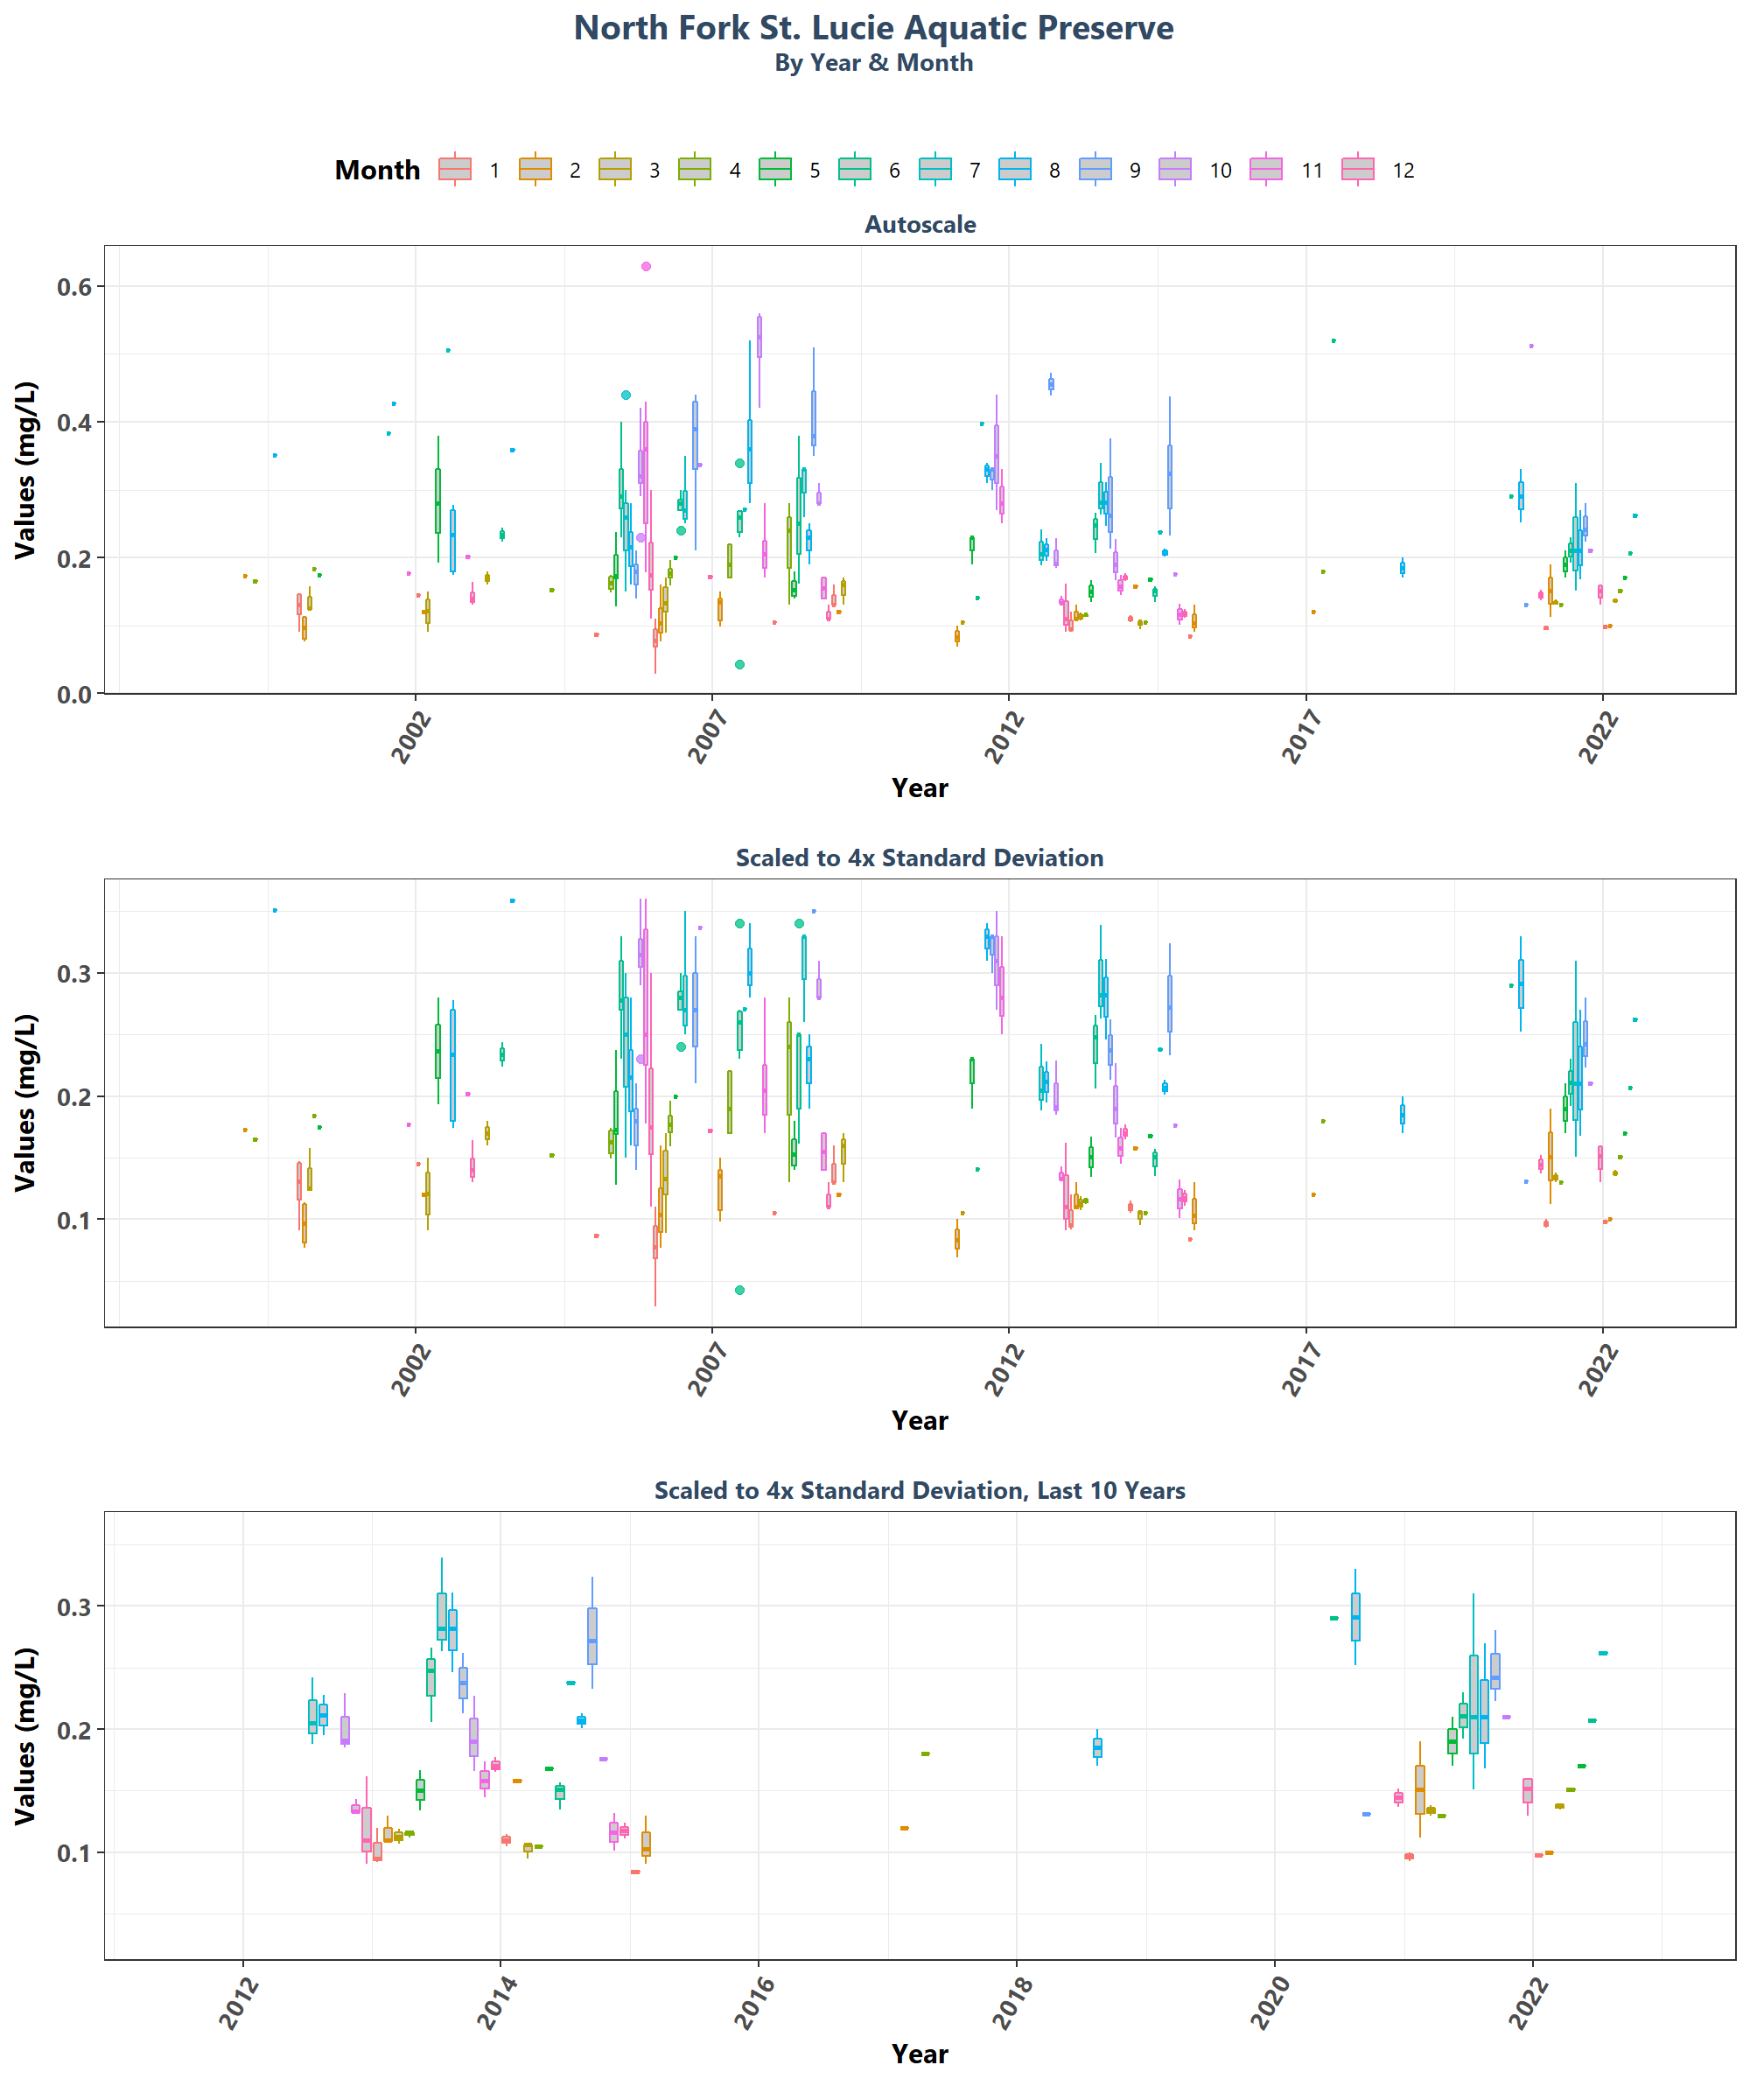 North Fork St. Lucie Aquatic Preserve
By Year & Month
Month 1 2 3 4 5 6 7 8 9 10 11 12
Autoscale
Values (mg/L)
0.6
0.4
0.2
0.0
2002 2007 2012 2017 2022
Year
Scaled to 4x Standard Deviation
Values (mg/L)
0.3
0.2
0.1
2002 2007 2012 2017 2022
Year
Scaled to 4x Standard Deviation, Last 10 Years
Values (mg/L)
0.3
0.2
0.1
2012 2014 2016 2018 2020 2022
Year